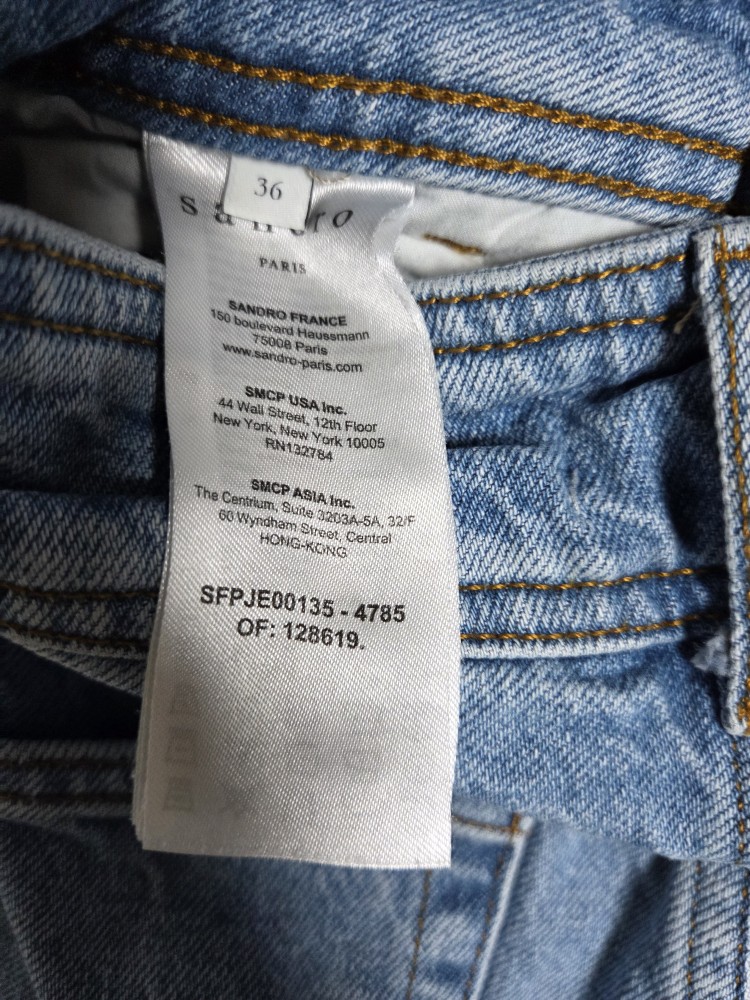 36
sandro
PARIS
SANDRO FRANCE
150 boulevard Haussmann
75008 Paris
www.sandro-paris.com
SMCP USA Inc.
44 Wall Street, 12th Floor
New York, New York 10005
RN132784
SMCP ASIA Inc.
The Centrium, Suite 3203A-5A, 32/F
60 Wyndham Street, Central
HONG-KONG
SFPJE00135 - 4785
OF: 128619.